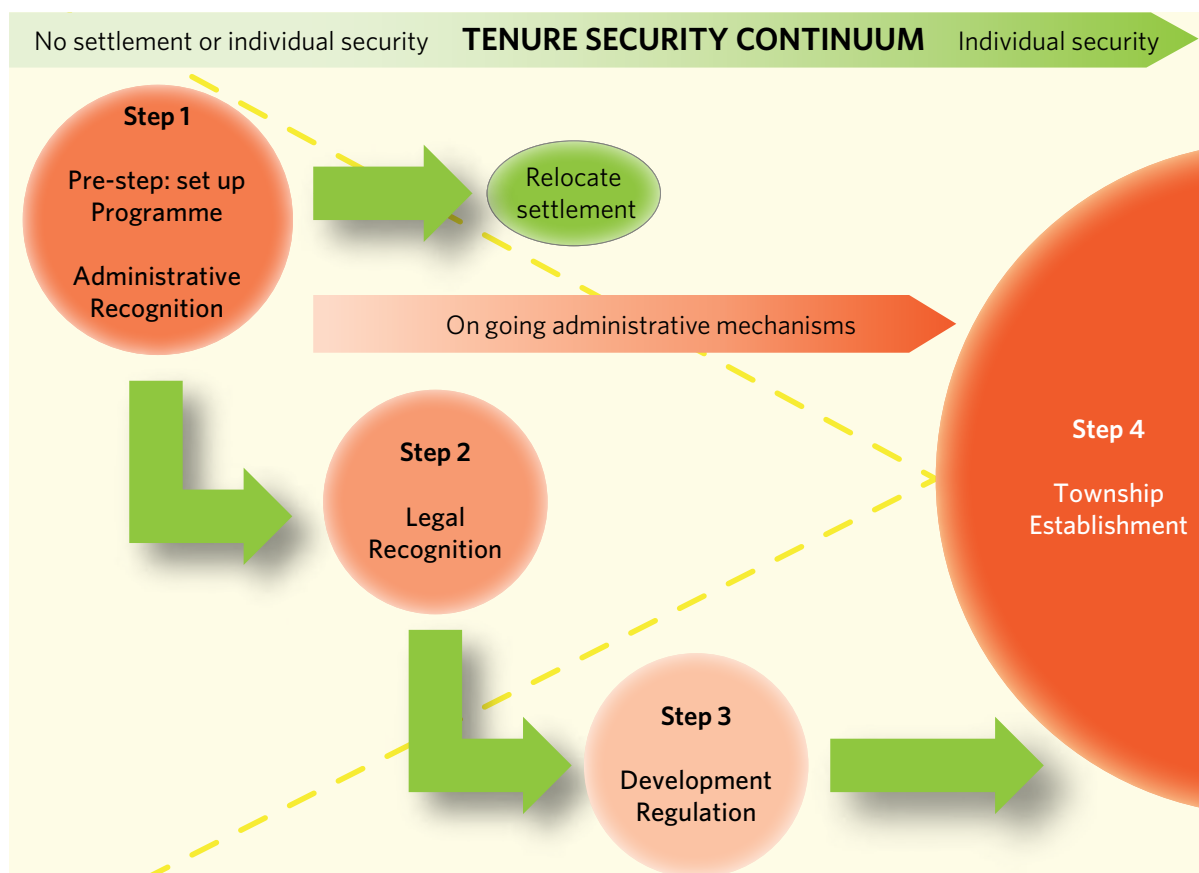 No settlement or individual security TENURE SECURITY CONTINUUM Individual security
Step 1
Pre-step: set up
Programme
Administrative
Recognition
Relocate
settlement
On going administrative mechanisms
Step 2
Legal
Recognition
Step 3
Development
Regulation
Step 4
Township
Establishment